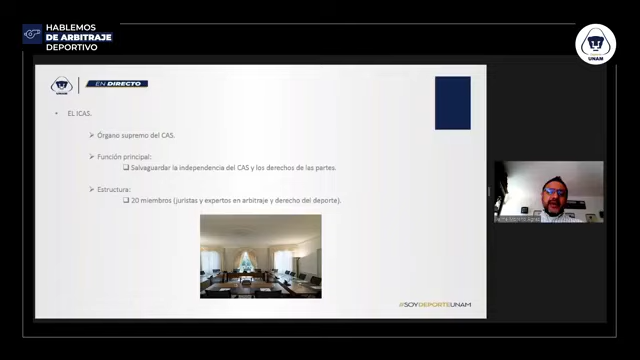 HABLEMOS
DE ARBITRAJE
DEPORTIVO
UNAM
UNAM
EN DIRECTO
• EL ICAS.
➢ Órgano supremo del CAS.
➢ Función principal:
❑ Salvaguardar la independencia del CAS y los derechos de las partes.
➢ Estructura:
❑ 20 miembros (juristas y expertos en arbitraje y derecho del deporte).
#SOYDEPORTEUNAM